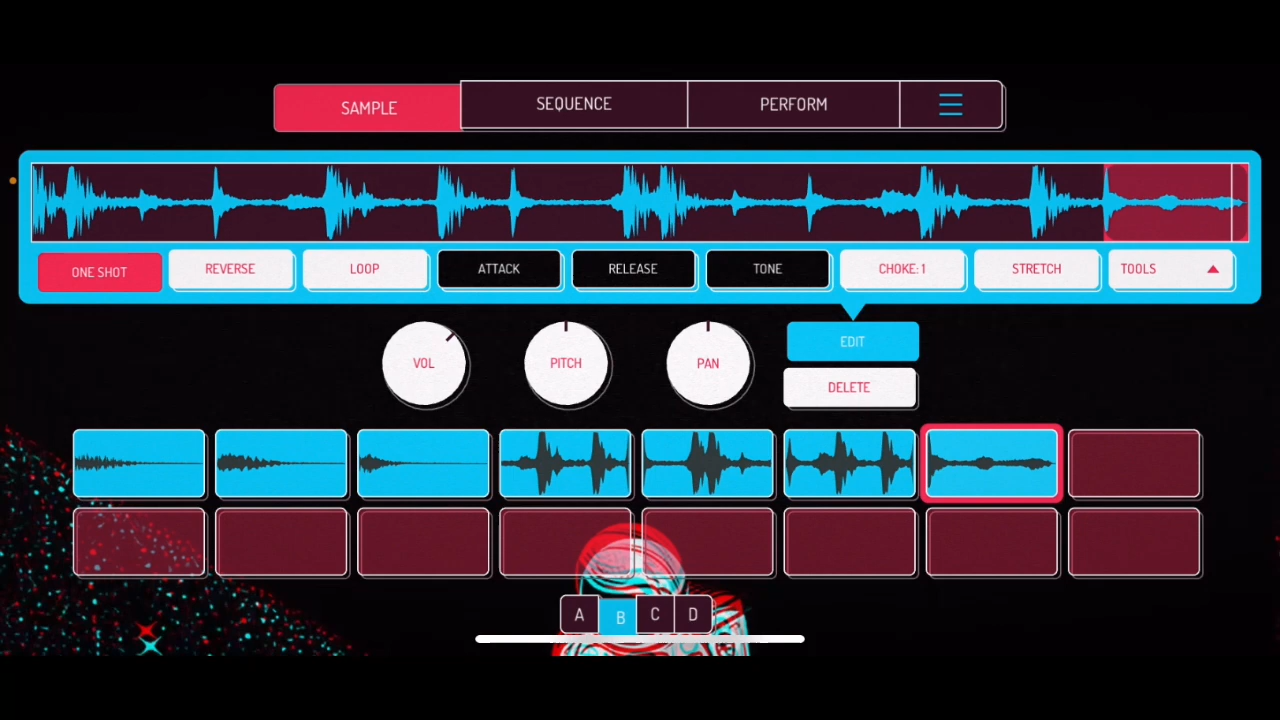 SAMPLE SEQUENCE PERFORM
ONE SHOT REVERSE LOOP ATTACK RELEASE TONE CHOKE: 1 STRETCH TOOLS
VOL PITCH PAN EDIT
DELETE
A B C D